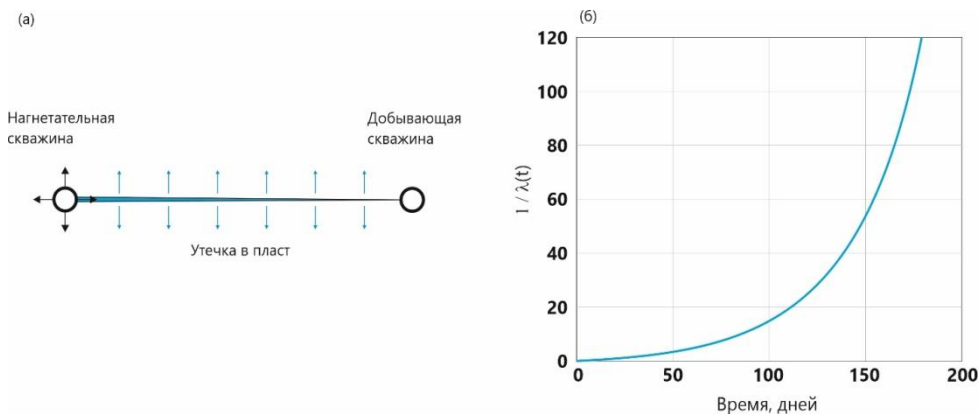 (а)
Нагнетательная
скважина
Добывающая
скважина
Утечка в пласт
(б)
1 / λ(t)
120
100
80
60
40
20
0
0 50 100 150 200
Время, дней